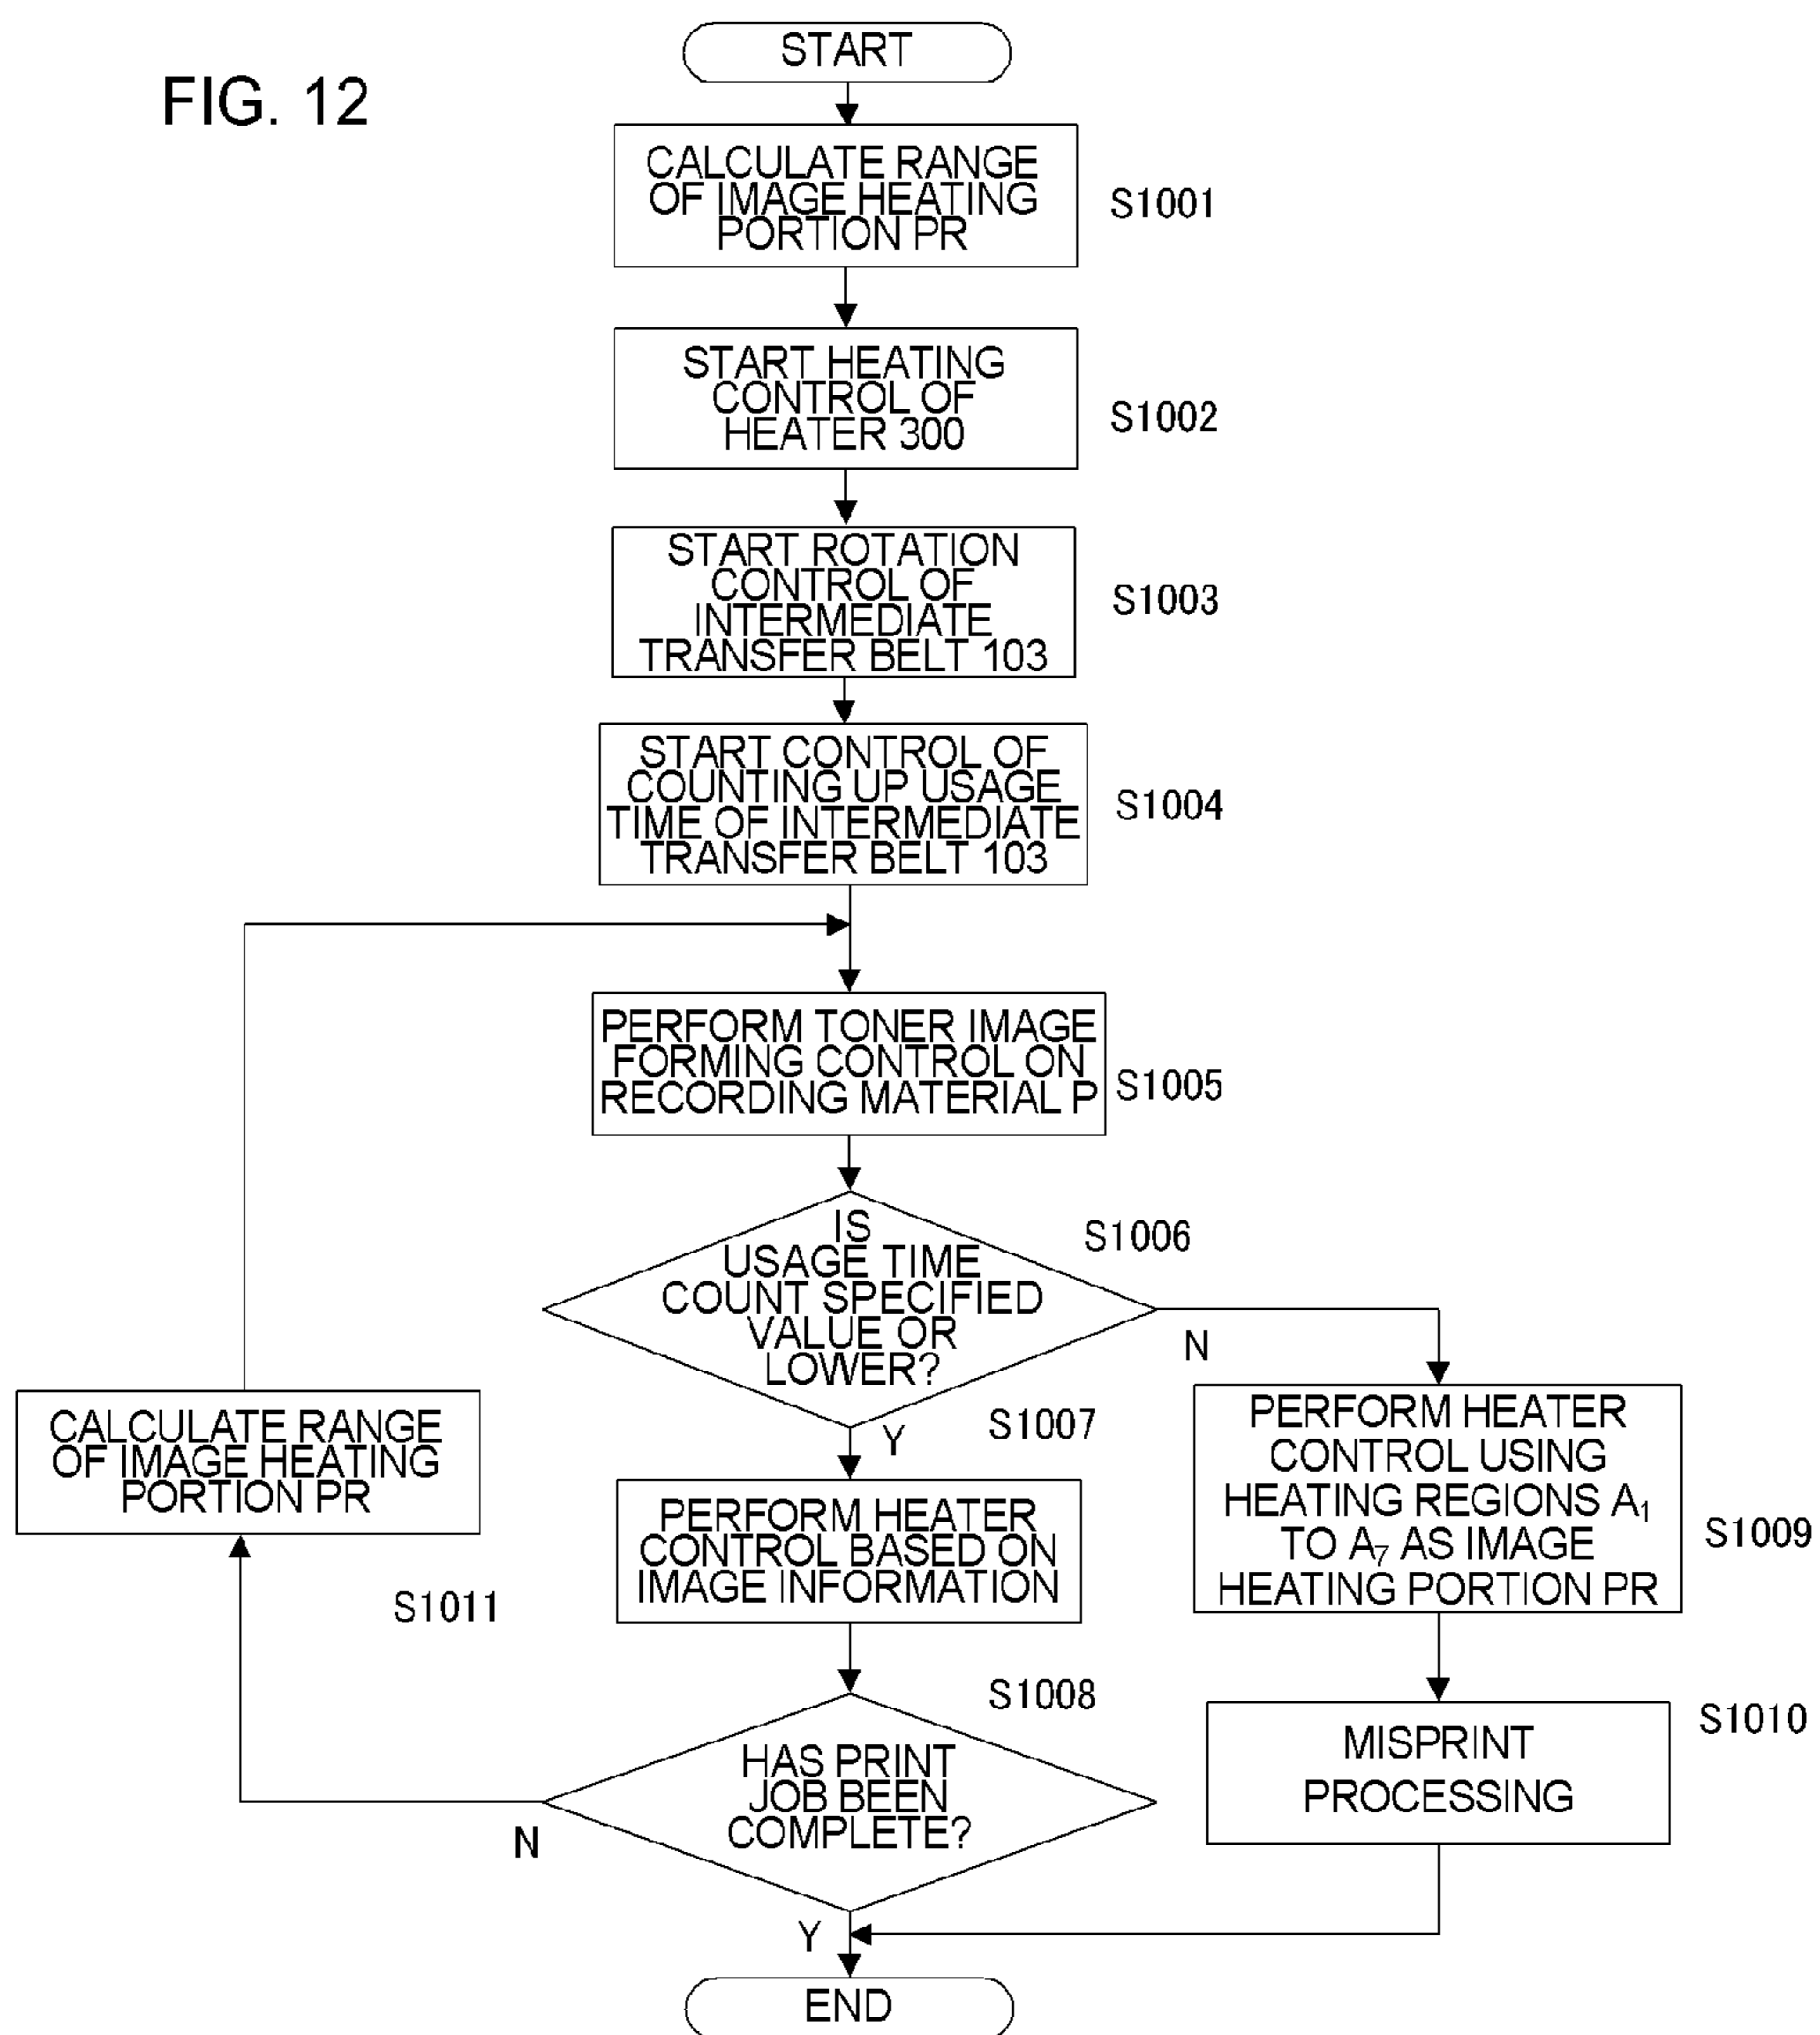 FIG. 12
START
CALCULATE RANGE
OF IMAGE HEATING
PORTION PR
S1001
START HEATING
CONTROL OF
HEATER 300
S1002
START ROTATION
CONTROL OF
INTERMEDIATE
TRANSFER BELT 103
S1003
START CONTROL OF
COUNTING UP USAGE
TIME OF INTERMEDIATE
TRANSFER BELT 103
S1004
PERFORM TONER IMAGE
FORMING CONTROL ON
RECORDING MATERIAL P
S1005
IS
USAGE TIME
COUNT SPECIFIED
VALUE OR
LOWER?
S1006
N
Y
S1007
PERFORM HEATER
CONTROL BASED ON
IMAGE INFORMATION
PERFORM HEATER
CONTROL USING
HEATING REGIONS A₁
TO A₇ AS IMAGE
HEATING PORTION PR
S1009
CALCULATE RANGE
OF IMAGE HEATING
PORTION PR
S1011
S1008
HAS PRINT
JOB BEEN
COMPLETE?
N
Y
MISPRINT
PROCESSING
S1010
END